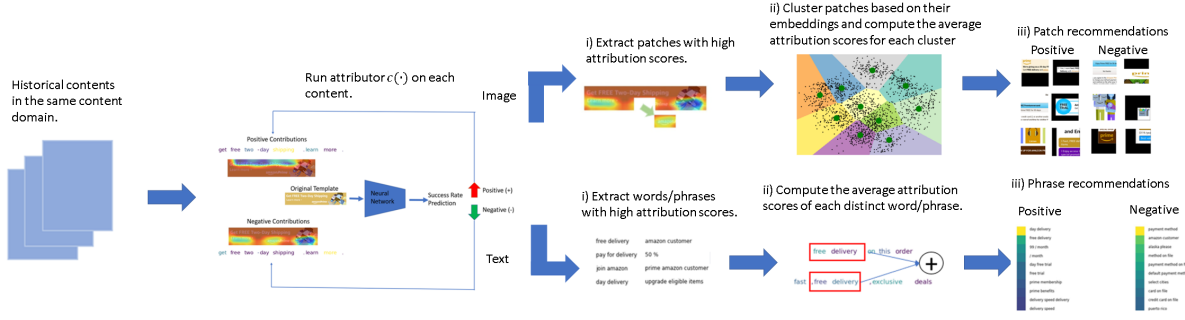 Historical contents
in the same content
domain.
Run attributor c(·) on each
content.
Positive Contributions
get free two -day shipping . learn more .
Original Template
Neural
Network
Success Rate
Prediction
Positive (+)
Negative (-)
Negative Contributions
get free two -day shipping . learn more .
Image
Text
i) Extract patches with high
attribution scores.
Get FREE Two-Day Shipping
ii) Cluster patches based on their
embeddings and compute the average
attribution scores for each cluster
iii) Patch recommendations
Positive
Negative
i) Extract words/phrases
with high attribution scores.
free delivery amazon customer
pay for delivery 50 %
join amazon prime amazon customer
day delivery upgrade eligible items
ii) Compute the average attribution
scores of each distinct word/phrase.
free delivery on this order
fast ,free delivery ,exclusive deals
+
iii) Phrase recommendations
Positive
day delivery
free delivery
/ month
day free trial
free trial
prime membership
prime benefits
delivery speed delivery
delivery speed
Negative
payment method
amazon customer
alaska please
method on file
payment method on f
default payment met
select cities
card on file
credit card on file
puerto rico